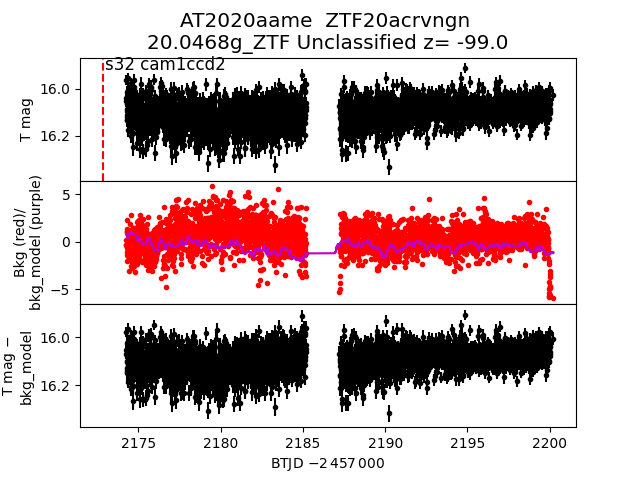 AT2020aame  ZTF20acrvngn
20.0468g_ZTF Unclassified z= -99.0
s32 cam1ccd2
16.0
16.2
T mag
5
0
−5
Bkg (red)/
bkg_model (purple)
16.0
16.2
T mag −
bkg_model
2175
2180
2185
2190
2195
2200
BTJD −2 457 000